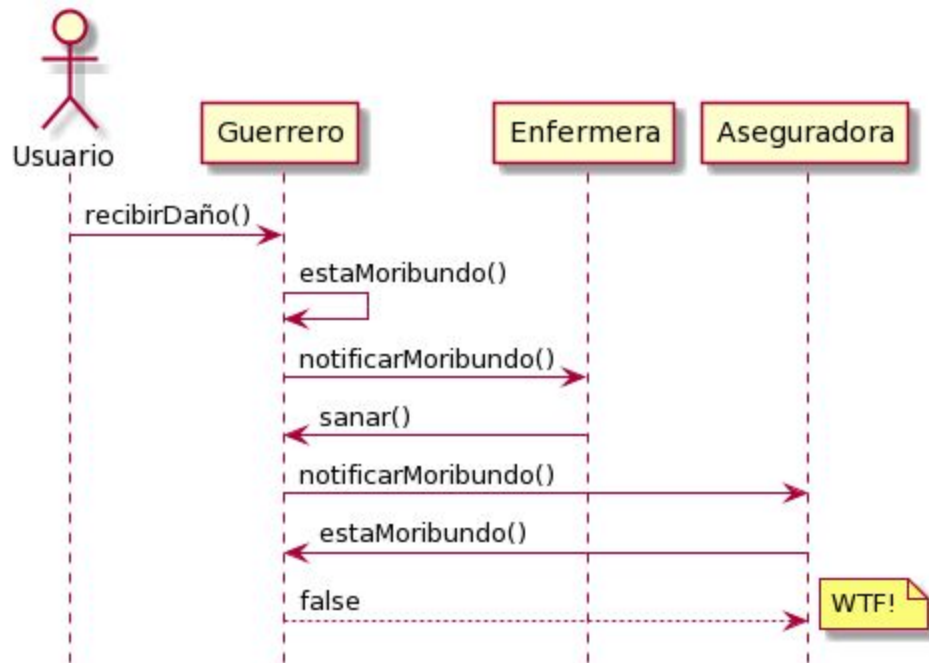 Usuario
Guerrero
Enfermera
Aseguradora
recibirDaño()
estaMoribundo()
notificarMoribundo()
sanar()
notificarMoribundo()
estaMoribundo()
false
WTF!